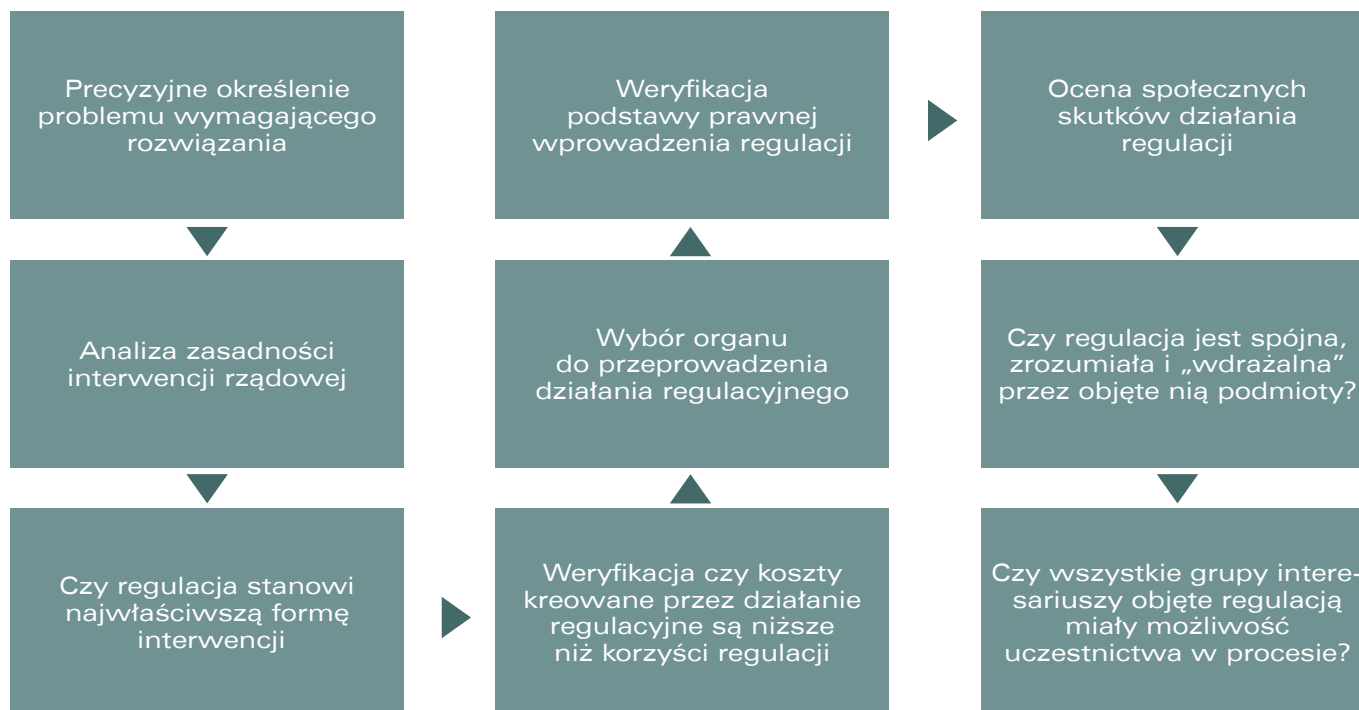 Precyzyjne określenie
problemu wymagającego
rozwiązania
Analiza zasadności
interwencji rządowej
Czy regulacja stanowi
najwłaściwszą formę
interwencji
Weryfikacja czy koszty
kreowane przez działanie
regulacyjne są niższe
niż korzyści regulacji
Wybór organu
do przeprowadzenia
działania regulacyjnego
Weryfikacja
podstawy prawnej
wprowadzenia regulacji
Ocena społecznych
skutków działania
regulacji
Czy regulacja jest spójna,
zrozumiała i „wdrażalna”
przez objęte nią podmioty?
Czy wszystkie grupy intere-
sariuszy objęte regulacją
miały możliwość
uczestnictwa w procesie?